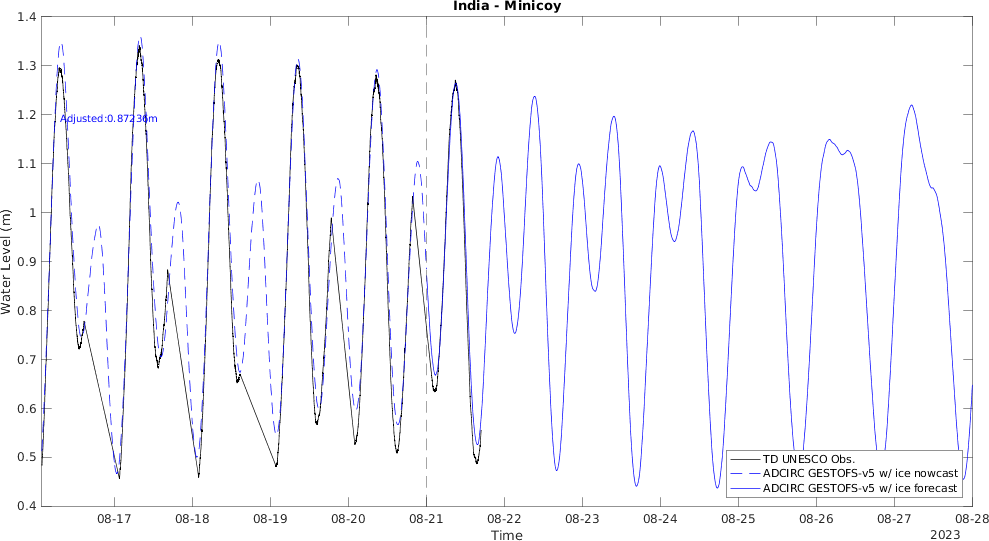 India - Minicoy
1.4
1.3
1.2
1.1
1
0.9
0.8
0.7
0.6
0.5
0.4
Water Level (m)
Adjusted:0.87236m
TD UNESCO Obs.
ADCIRC GESTOFS-v5 w/ ice nowcast
ADCIRC GESTOFS-v5 w/ ice forecast
08-17 08-18 08-19 08-20 08-21 08-22 08-23 08-24 08-25 08-26 08-27 08-28
Time
2023